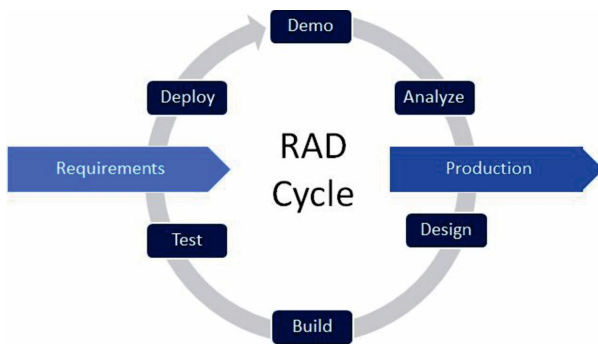 Demo
Deploy
Analyze
RAD
Cycle
Requirements
Production
Test
Design
Build